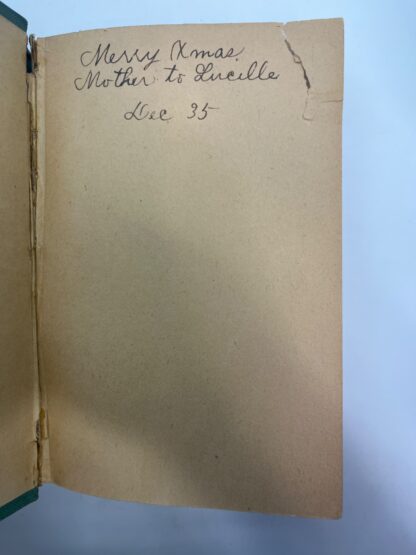 Merry Xmas.
Mother to Lucille
Dec 35